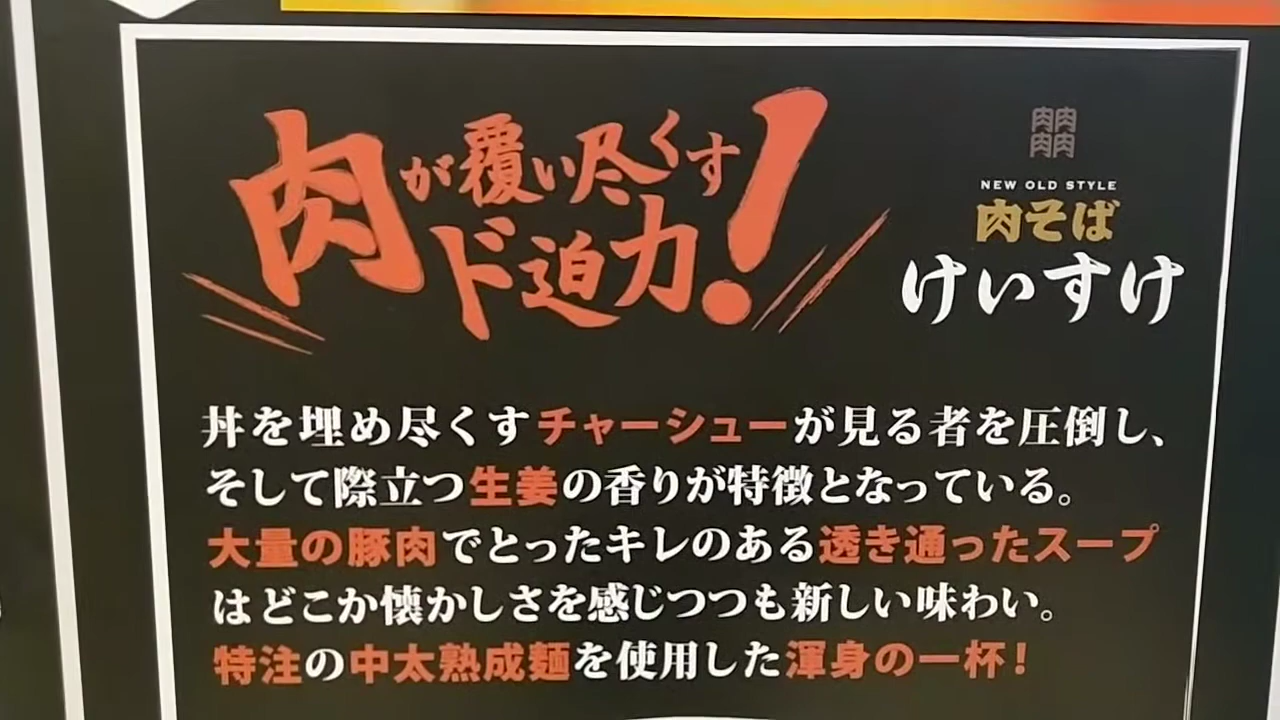 肉が覆い尽くす
ド迫力!
肉肉
肉肉
NEW OLD STYLE
肉そば
けいすけ
丼を埋め尽くすチャーシューが見る者を圧倒し、
そして際立つ生姜の香りが特徴となっている。
大量の豚肉でとったキレのある透き通ったスープ
はどこか懐かしさを感じつつも新しい味わい。
特注の中太熟成麺を使用した渾身の一杯!